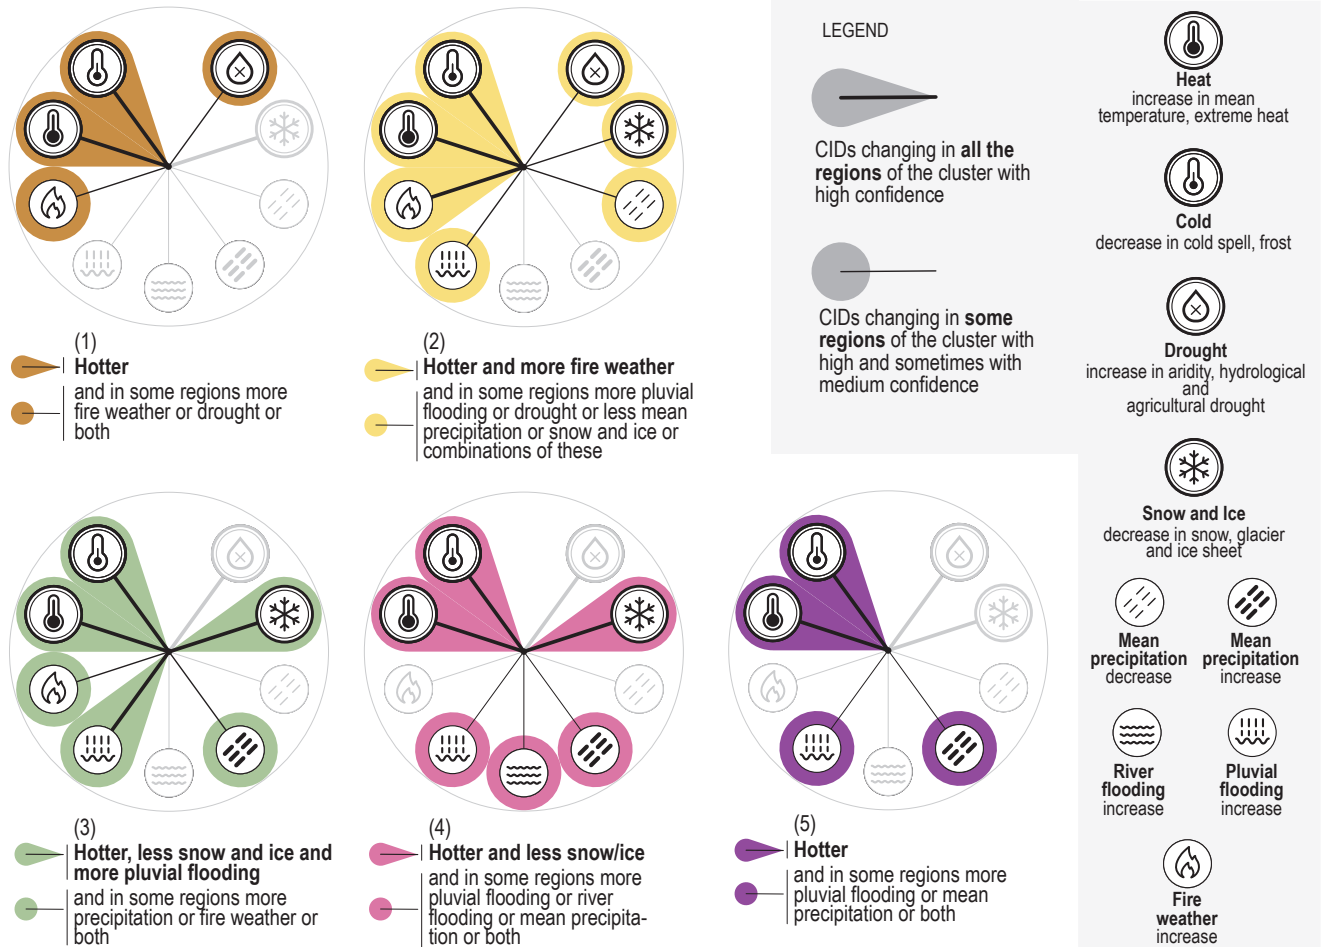 (1)
Hotter
and in some regions more
fire weather or drought or
both
(2)
Hotter and more fire weather
and in some regions more pluvial
flooding or drought or less mean
precipitation or snow and ice or
combinations of these
(3)
Hotter, less snow and ice and
more pluvial flooding
and in some regions more
precipitation or fire weather or
both
(4)
Hotter and less snow/ice
and in some regions more
pluvial flooding or river
flooding or mean precipita-
tion or both
(5)
Hotter
and in some regions more
pluvial flooding or mean
precipitation or both
LEGEND
CIDs changing in all the
regions of the cluster with
high confidence
CIDs changing in some
regions of the cluster with
high and sometimes with
medium confidence
Heat
increase in mean
temperature, extreme heat
Cold
decrease in cold spell, frost
Drought
increase in aridity, hydrological
and
agricultural drought
Snow and Ice
decrease in snow, glacier
and ice sheet
Mean
precipitation
decrease
Mean
precipitation
increase
River
flooding
increase
Pluvial
flooding
increase
Fire
weather
increase